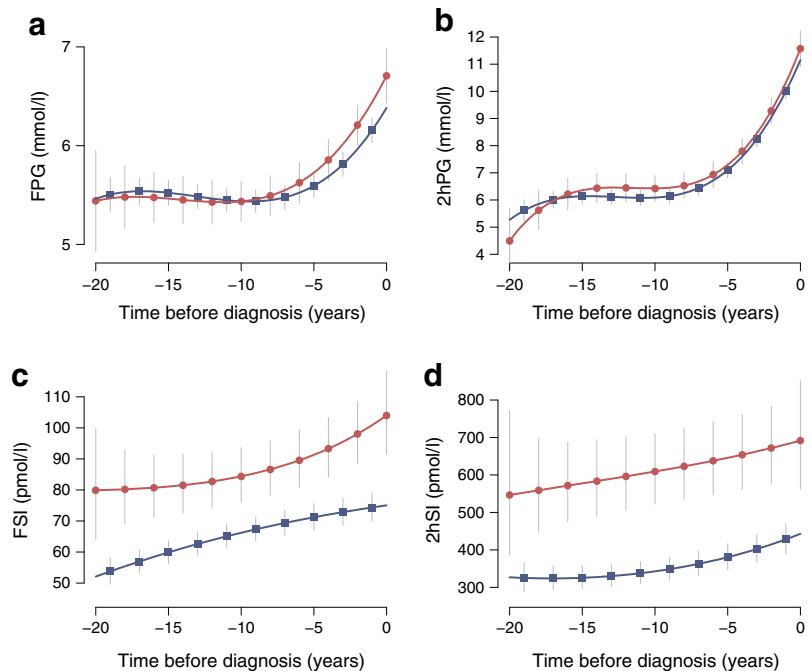 a
7
6
5
FPG (mmol/l)
−20 −15 −10 −5 0
Time before diagnosis (years)
b
12
11
10
9
8
7
6
5
4
2hPG (mmol/l)
−20 −15 −10 −5 0
Time before diagnosis (years)
c
110
100
90
80
70
60
50
FSI (pmol/l)
−20 −15 −10 −5 0
Time before diagnosis (years)
d
800
700
600
500
400
300
2hSI (pmol/l)
−20 −15 −10 −5 0
Time before diagnosis (years)